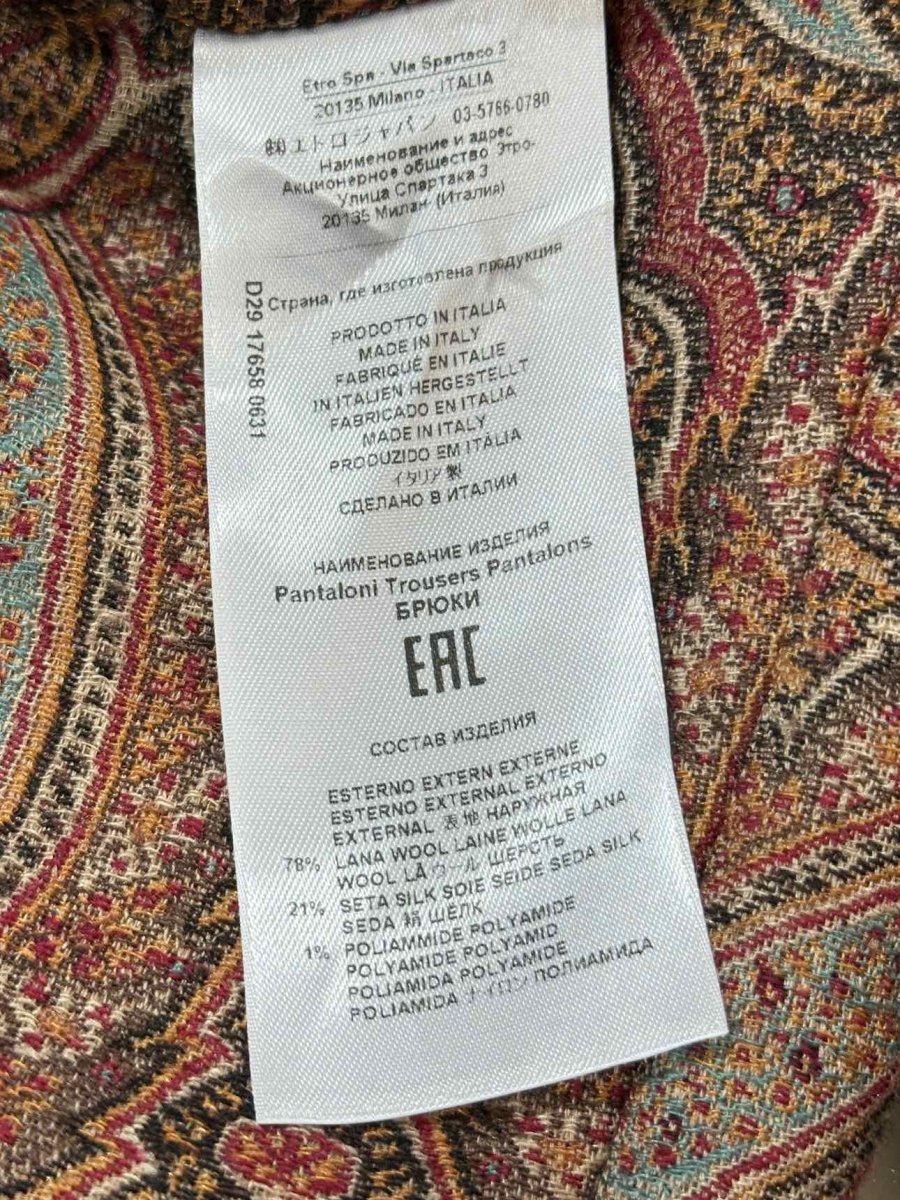 Etro Spa - Via Spartaco 3
20135 Milano - ITALIA
㈱エトロジャパン 03-5766-0780
Наименование и адрес
Акционерное общество Этро-
Улица Спартака 3
20135 Милан (Италия)
D29 17658 0631
Страна, где изготовлена продукция
PRODOTTO IN ITALIA
MADE IN ITALY
FABRIQUÉ EN ITALIE
IN ITALIEN HERGESTELLT
FABRICADO EN ITALIA
MADE IN ITALY
PRODUZIDO EM ITÁLIA
イタリア製
СДЕЛАНО В ИТАЛИИ
НАИМЕНОВАНИЕ ИЗДЕЛИЯ
Pantaloni Trousers Pantalons
БРЮКИ
EAC
СОСТАВ ИЗДЕЛИЯ
ESTERNO EXTERN EXTERNE
ESTERNO EXTERNAL EXTERNO
EXTERNAL 表地 НАРУЖНАЯ
78% LANA WOOL LAINE WOLLE LANA
WOOL LÃ ウール ШЕРСТЬ
21% SETA SILK SOIE SEIDE SEDA SILK
SEDA 絹 ШЁЛК
1% POLIAMMIDE POLYAMIDE
POLYAMIDE POLYAMID
POLIAMIDA POLYAMIDE
POLIAMIDA ナイロン ПОЛИАМИДА